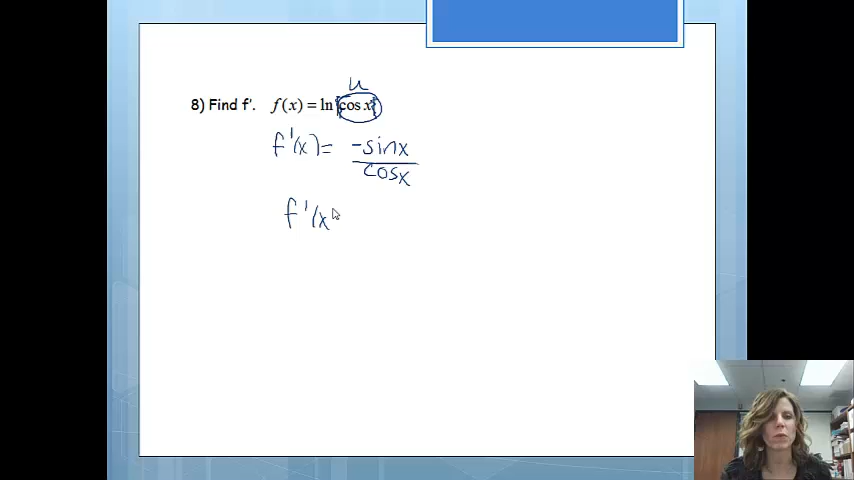 u
8) Find f'. f(x) = ln|cos x|
f'(x) = -sinx
cosx
f'(x